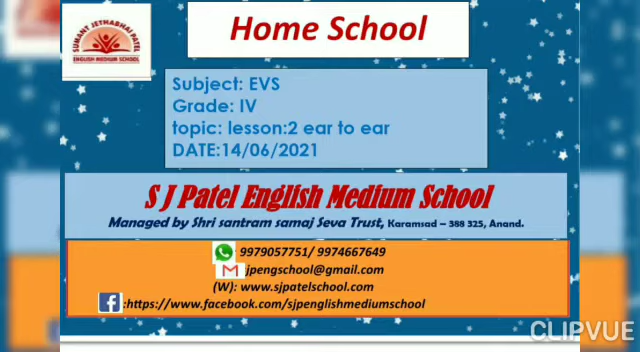 SUMANT JETHABHAI PATEL
ENGLISH MEDIUM SCHOOL
Home School
Subject: EVS
Grade: IV
topic: lesson:2 ear to ear
DATE:14/06/2021
S J Patel English Medium School
Managed by Shri santram samaj Seva Trust, Karamsad – 388 325, Anand.
9979057751/ 9974667649
jpengschool@gmail.com
(W): www.sjpatelschool.com
:https://www.facebook.com/sjpenglishmediumschool
CLIPVUE